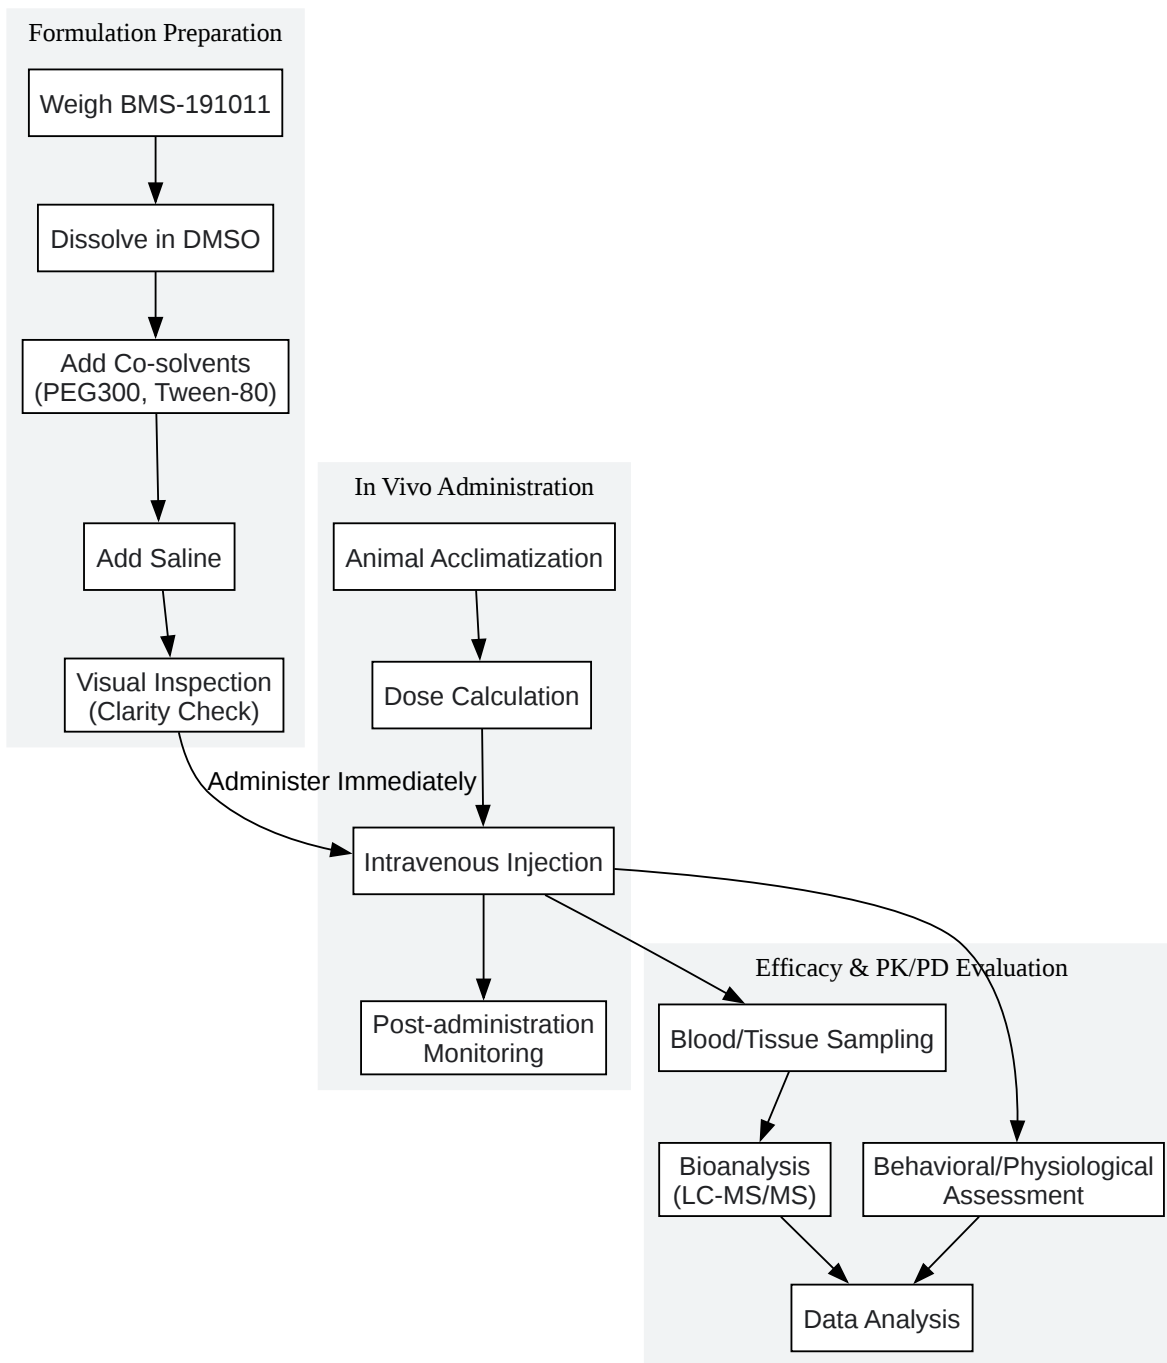 Formulation Preparation
Weigh BMS-191011
Dissolve in DMSO
Add Co-solvents
(PEG300, Tween-80)
Add Saline
Visual Inspection
(Clarity Check)
In Vivo Administration
Animal Acclimatization
Dose Calculation
Administer Immediately
Intravenous Injection
Post-administration
Monitoring
Efficacy & PK/PD Evaluation
Blood/Tissue Sampling
Bioanalysis
(LC-MS/MS)
Behavioral/Physiological
Assessment
Data Analysis